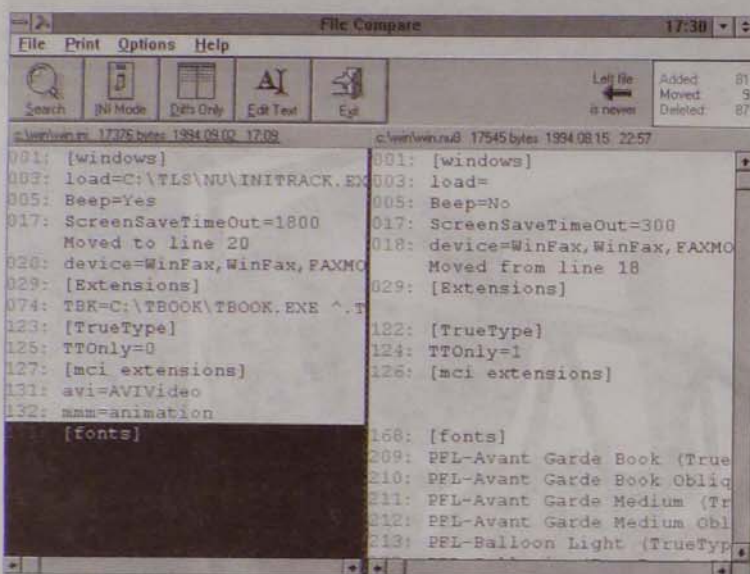 File Compare 17:30
File Print Options Help
Search
INI Mode
Diffs Only
Edit Text
Exit
Left file
is newer
Added: 81
Moved: 9
Deleted: 87
c:\win\win.ini 17376 bytes 1994.09.02 17:09
001: [windows]
003: load=C:\TLS\NU\INITRACK.EX
005: Beep=Yes
017: ScreenSaveTimeOut=1800
Moved to line 20
020: device=WinFax,WinFax,FAXMO
029: [Extensions]
074: TBK=C:\TBOOK\TBOOK.EXE ^.T
123: [TrueType]
125: TTOnly=0
127: [mci extensions]
131: avi=AVIVideo
132: mmm=animation
[fonts]
c:\win\win.nu3 17545 bytes 1994.08.15 22:57
001: [windows]
003: load=
005: Beep=No
017: ScreenSaveTimeOut=300
018: device=WinFax,WinFax,FAXMO
Moved from line 18
029: [Extensions]
122: [TrueType]
124: TTOnly=1
126: [mci extensions]
168: [fonts]
209: PFL-Avant Garde Book (True
210: PFL-Avant Garde Book Obliq
211: PFL-Avant Garde Medium (Tr
212: PFL-Avant Garde Medium Obl
213: PFL-Balloon Light (TrueTyp